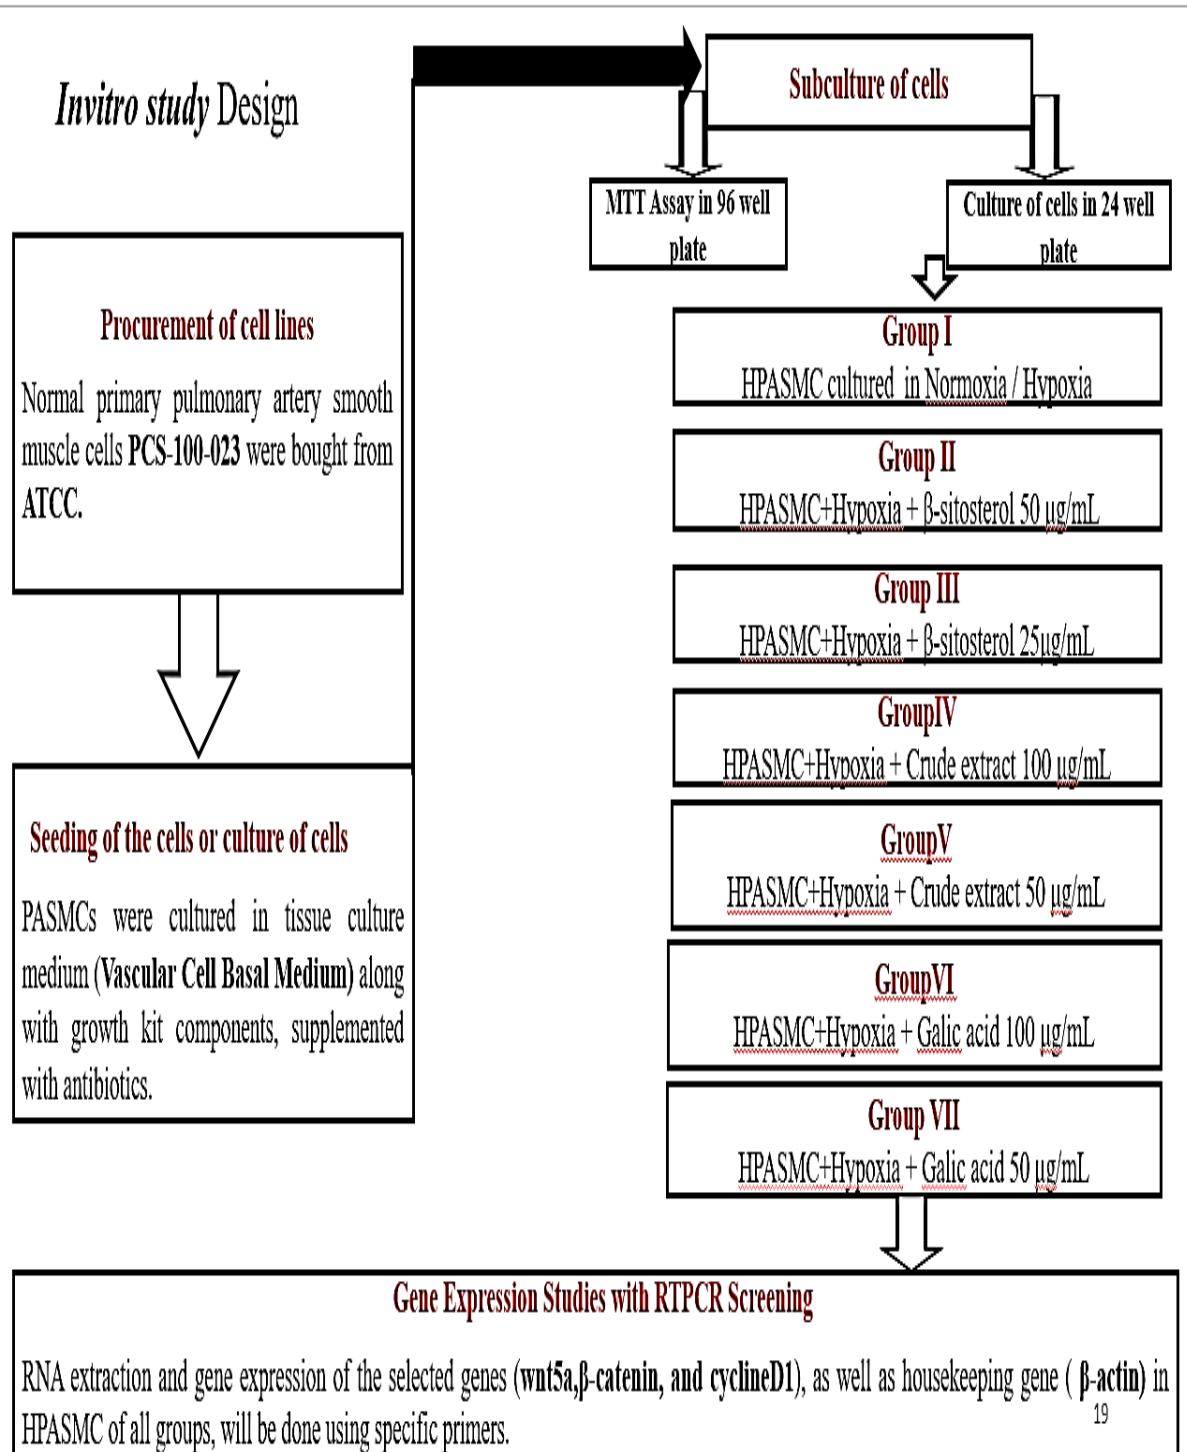 Invitro study Design
Procurement of cell lines
Normal primary pulmonary artery smooth
muscle cells PCS-100-023 were bought from
ATCC.
Seeding of the cells or culture of cells
PASMCs were cultured in tissue culture
medium (Vascular Cell Basal Medium) along
with growth kit components, supplemented
with antibiotics.
Subculture of cells
MTT Assay in 96 well
plate
Culture of cells in 24 well
plate
Group I
HPASMC cultured in Normoxia / Hypoxia
Group II
HPASMC+Hypoxia + β-sitosterol 50 µg/mL
Group III
HPASMC+Hypoxia + β-sitosterol 25µg/mL
GroupIV
HPASMC+Hypoxia + Crude extract 100 µg/mL
GroupV
HPASMC+Hypoxia + Crude extract 50 µg/mL
GroupVI
HPASMC+Hypoxia + Galic acid 100 µg/mL
Group VII
HPASMC+Hypoxia + Galic acid 50 µg/mL
Gene Expression Studies with RTPCR Screening
RNA extraction and gene expression of the selected genes (wnt5a,β-catenin, and cyclineD1), as well as housekeeping gene ( β-actin) in
HPASMC of all groups, will be done using specific primers.
19